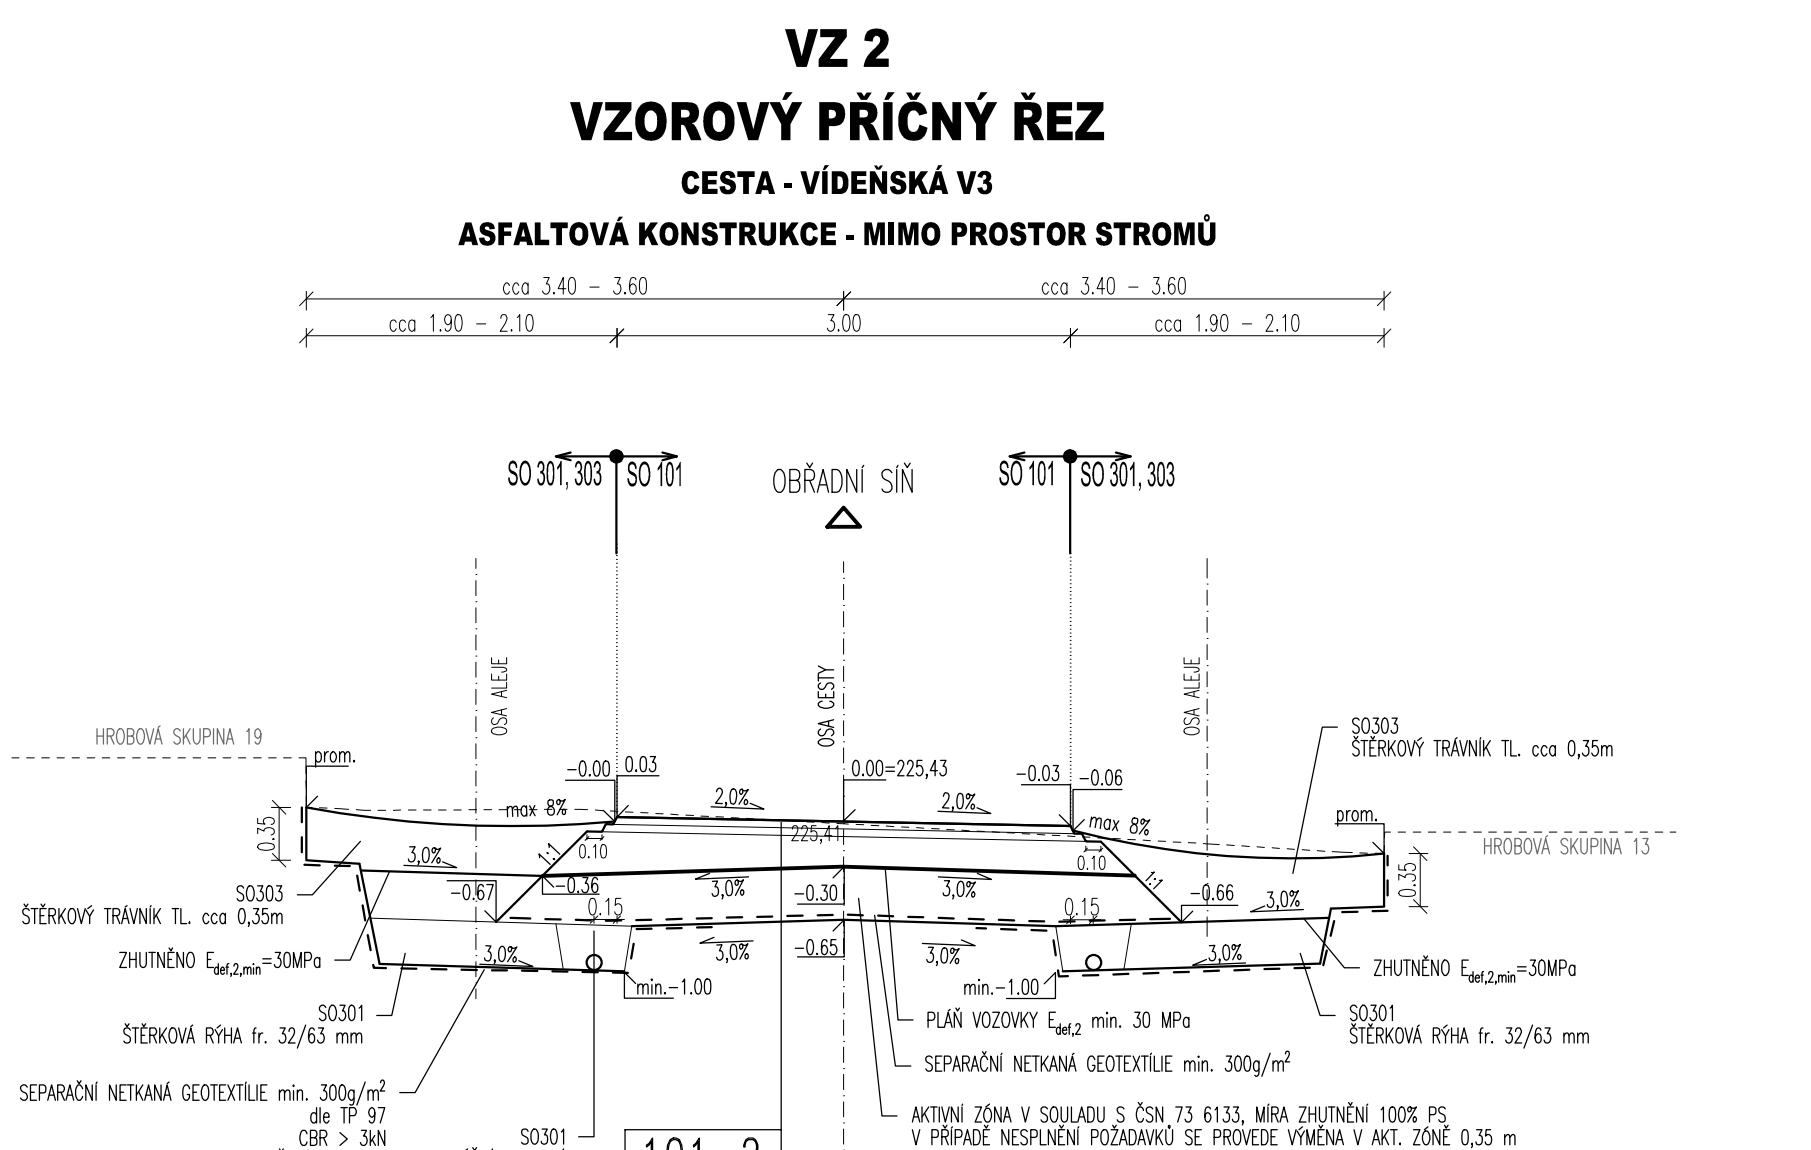 VZ 2
VZOROVÝ PŘÍČNÝ ŘEZ
CESTA - VÍDEŇSKÁ V3
ASFALTOVÁ KONSTRUKCE - MIMO PROSTOR STROMŮ
cca 3.40 – 3.60
cca 3.40 – 3.60
cca 1.90 – 2.10
3.00
cca 1.90 – 2.10
SO 301, 303
SO 101
OBŘADNÍ SÍŇ
SO 101
SO 301, 303
OSA ALEJE
OSA CESTY
OSA ALEJE
HROBOVÁ SKUPINA 19
prom.
-0.00
0.03
0.00=225,43
-0.03
-0.06
SO303
ŠTĚRKOVÝ TRÁVNÍK TL. cca 0,35m
max 8%
2,0%
2,0%
max 8%
prom.
HROBOVÁ SKUPINA 13
225,41
0.35
3,0%
1:1
0.10
0.10
1:1
0.35
-0.67
-0.36
3,0%
-0.30
3,0%
-0.66
3,0%
SO303
ŠTĚRKOVÝ TRÁVNÍK TL. cca 0,35m
0.15
0.15
ZHUTNĚNO Edef,2,min=30MPa
3,0%
3,0%
-0.65
3,0%
3,0%
ZHUTNĚNO Edef,2,min=30MPa
min.-1.00
min.-1.00
SO301
ŠTĚRKOVÁ RÝHA fr. 32/63 mm
PLÁŇ VOZOVKY Edef,2 min. 30 MPa
SO301
ŠTĚRKOVÁ RÝHA fr. 32/63 mm
SEPARAČNÍ NETKANÁ GEOTEXTÍLIE min. 300g/m²
SEPARAČNÍ NETKANÁ GEOTEXTÍLIE min. 300g/m²
dle TP 97
CBR > 3kN
SO301
AKTIVNÍ ZÓNA V SOULADU S ČSN 73 6133, MÍRA ZHUTNĚNÍ 100% PS
V PŘÍPADĚ NESPLNĚNÍ POŽADAVKŮ SE PROVEDE VÝMĚNA V AKT. ZÓNĚ 0,35 m